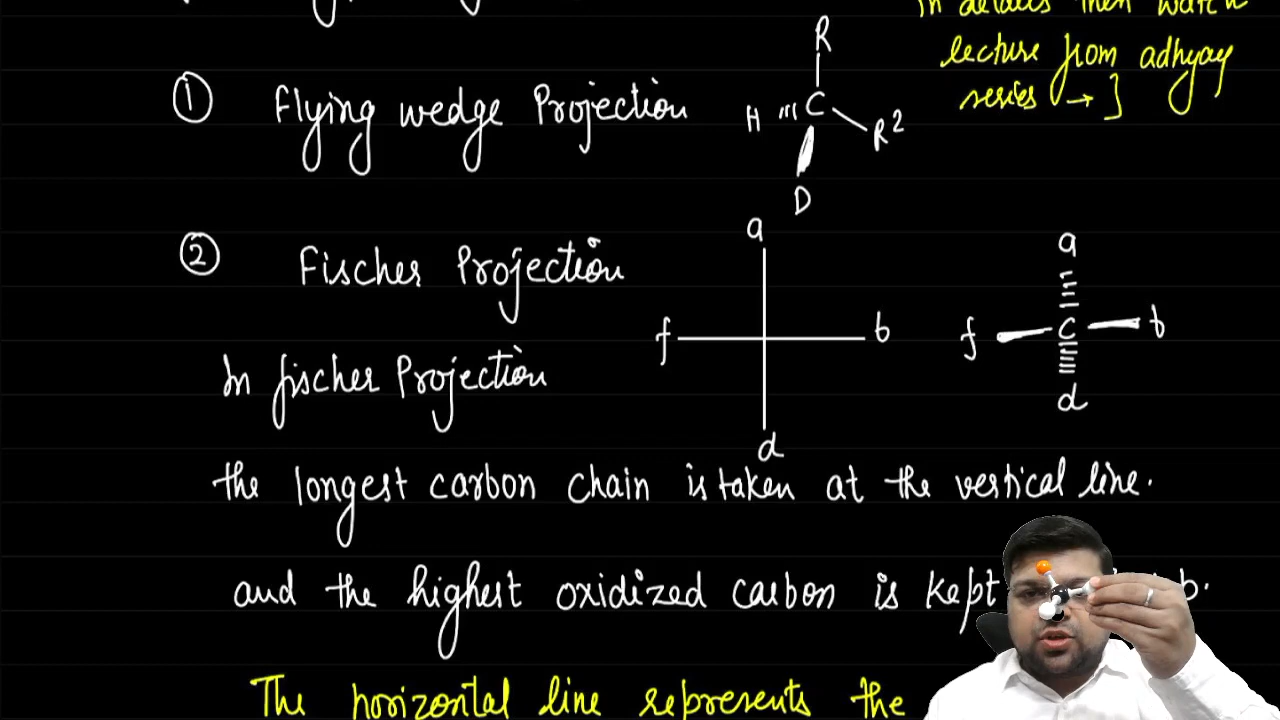 in details then watch
lecture from adhyay
series → ]
① Flying wedge Projection
R
H C R2
D
② Fischer Projection
a
f b
d
a
f C b
d
In fischer Projection
the longest carbon chain is taken at the vertical line.
and the highest oxidized carbon is kept
The horizontal line represents the